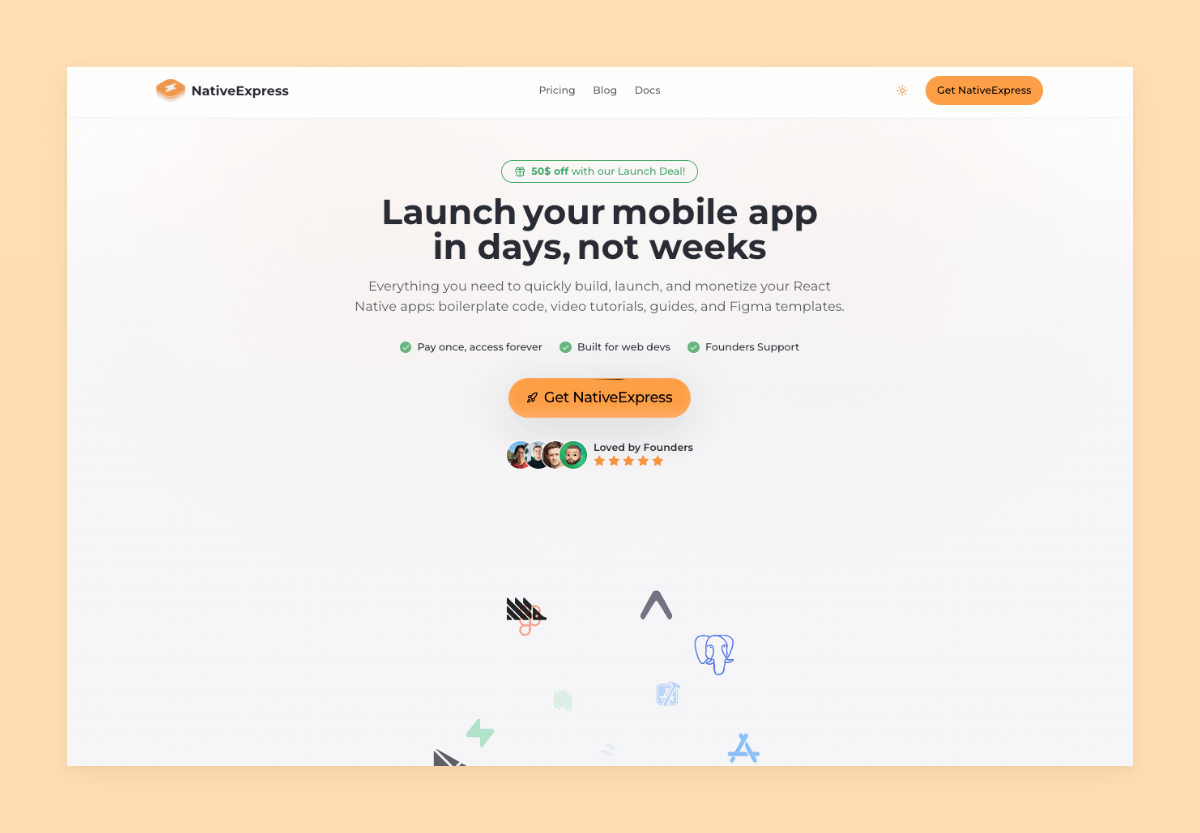 NativeExpress
Pricing
Blog
Docs
Get NativeExpress
50$ off with our Launch Deal!
Launch your mobile app
in days, not weeks
Everything you need to quickly build, launch, and monetize your React
Native apps: boilerplate code, video tutorials, guides, and Figma templates.
Pay once, access forever
Built for web devs
Founders Support
Get NativeExpress
Loved by Founders